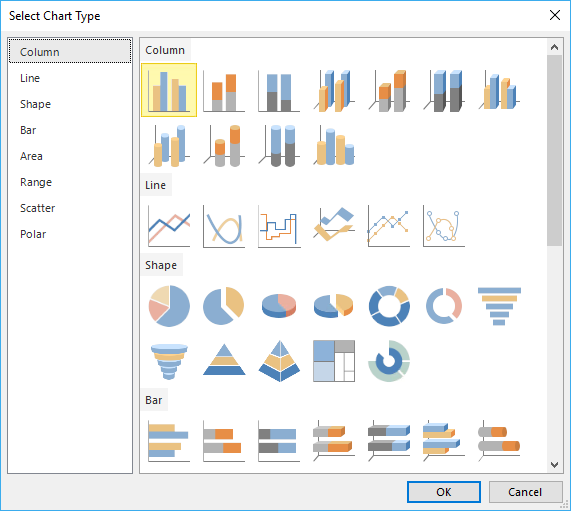 Select Chart Type
Column
Line
Shape
Bar
Area
Range
Scatter
Polar
Column
Line
Shape
Bar
OK
Cancel